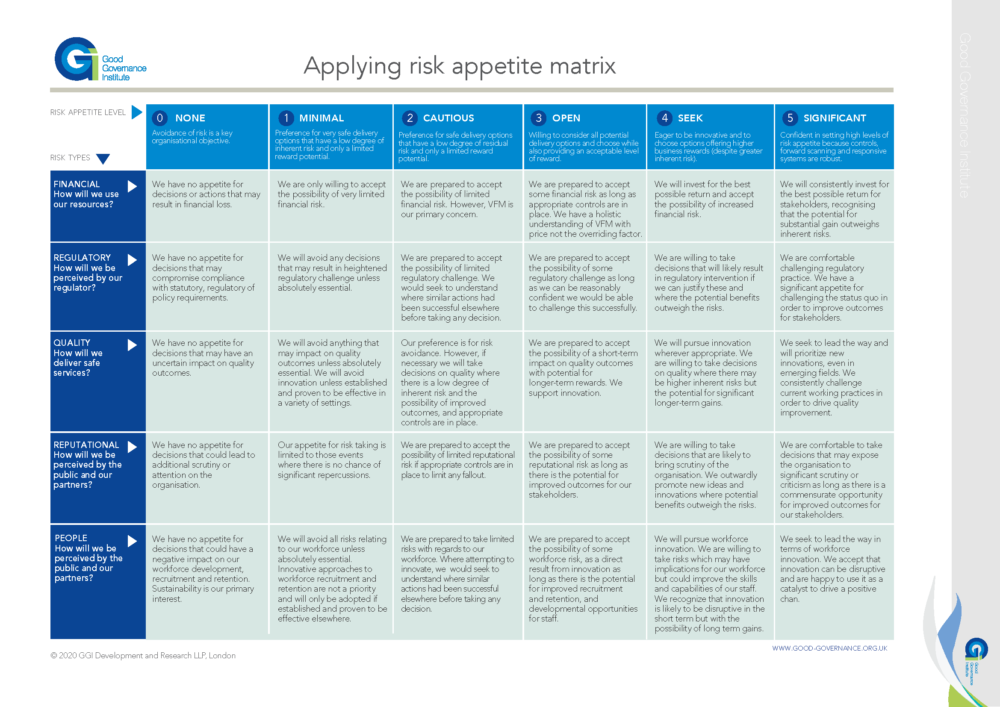 Good
Governance
Institute
Applying risk appetite matrix
RISK APPETITE LEVEL
RISK TYPES
0 NONE
Avoidance of risk is a key
organisational objective.
1 MINIMAL
Preference for very safe delivery
options that have a low degree of
inherent risk and only a limited
reward potential.
2 CAUTIOUS
Preference for safe delivery options
that have a low degree of residual
risk and only a limited reward
potential.
3 OPEN
Willing to consider all potential
delivery options and choose while
also providing an acceptable level
of reward.
4 SEEK
Eager to be innovative and to
choose options offering higher
business rewards (despite greater
inherent risk).
5 SIGNIFICANT
Confident in setting high levels of
risk appetite because controls,
forward scanning and responsive
systems are robust.
FINANCIAL
How will we use
our resources?
We have no appetite for
decisions or actions that may
result in financial loss.
We are only willing to accept
the possibility of very limited
financial risk.
We are prepared to accept
the possibility of limited
financial risk. However, VFM is
our primary concern.
We are prepared to accept
some financial risk as long as
appropriate controls are in
place. We have a holistic
understanding of VFM with
price not the overriding factor.
We will invest for the best
possible return and accept
the possibility of increased
financial risk.
We will consistently invest for
the best possible return for
stakeholders, recognising
that the potential for
substantial gain outweighs
inherent risks.
REGULATORY
How will we be
perceived by our
regulator?
We have no appetite for
decisions that may
compromise compliance
with statutory, regulatory of
policy requirements.
We will avoid any decisions
that may result in heightened
regulatory challenge unless
absolutely essential.
We are prepared to accept
the possibility of limited
regulatory challenge. We
would seek to understand
where similar actions had
been successful elsewhere
before taking any decision.
We are prepared to accept
the possibility of some
regulatory challenge as long
as we can be reasonably
confident we would be able
to challenge this successfully.
We are willing to take
decisions that will likely result
in regulatory intervention if
we can justify these and
where the potential benefits
outweigh the risks.
We are comfortable
challenging regulatory
practice. We have a
significant appetite for
challenging the status quo in
order to improve outcomes
for stakeholders.
QUALITY
How will we
deliver safe
services?
We have no appetite for
decisions that may have an
uncertain impact on quality
outcomes.
We will avoid anything that
may impact on quality
outcomes unless absolutely
essential. We will avoid
innovation unless established
and proven to be effective in
a variety of settings.
Our preference is for risk
avoidance. However, if
necessary we will take
decisions on quality where
there is a low degree of
inherent risk and the
possibility of improved
outcomes, and appropriate
controls are in place.
We are prepared to accept
the possibility of a short-term
impact on quality outcomes
with potential for
longer-term rewards. We
support innovation.
We will pursue innovation
wherever appropriate. We
are willing to take decisions
on quality where there may
be higher inherent risks but
the potential for significant
longer-term gains.
We seek to lead the way and
will prioritize new
innovations, even in
emerging fields. We
consistently challenge
current working practices in
order to drive quality
improvement.
REPUTATIONAL
How will we be
perceived by the
public and our
partners?
We have no appetite for
decisions that could lead to
additional scrutiny or
attention on the
organisation.
Our appetite for risk taking is
limited to those events
where there is no chance of
significant repercussions.
We are prepared to accept the
possibility of limited reputational
risk if appropriate controls are in
place to limit any fallout.
We are prepared to accept
the possibility of some
reputational risk as long as
there is the potential for
improved outcomes for our
stakeholders.
We are willing to take
decisions that are likely to
bring scrutiny of the
organisation. We outwardly
promote new ideas and
innovations where potential
benefits outweigh the risks.
We are comfortable to take
decisions that may expose
the organisation to
significant scrutiny or
criticism as long as there is a
commensurate opportunity
for improved outcomes for
our stakeholders.
PEOPLE
How will we be
perceived by the
public and our
partners?
We have no appetite for
decisions that could have a
negative impact on our
workforce development,
recruitment and retention.
Sustainability is our primary
interest.
We will avoid all risks relating
to our workforce unless
absolutely essential.
Innovative approaches to
workforce recruitment and
retention are not a priority
and will only be adopted if
established and proven to be
effective elsewhere.
We are prepared to take limited
risks with regards to our
workforce. Where attempting to
innovate, we would seek to
understand where similar
actions had been successful
elsewhere before taking any
decision.
We are prepared to accept
the possibility of some
workforce risk, as a direct
result from innovation as
long as there is the potential
for improved recruitment
and retention, and
developmental opportunities
for staff.
We will pursue workforce
innovation. We are willing to
take risks which may have
implications for our workforce
but could improve the skills
and capabilities of our staff.
We recognize that innovation
is likely to be disruptive in the
short term but with the
possibility of long term gains.
We seek to lead the way in
terms of workforce
innovation. We accept that
innovation can be disruptive
and are happy to use it as a
catalyst to drive a positive
chan.
WWW.GOOD-GOVERNANCE.ORG.UK
© 2020 GGI Development and Research LLP, London
Good Governance Institute
Good
Governance
Institute